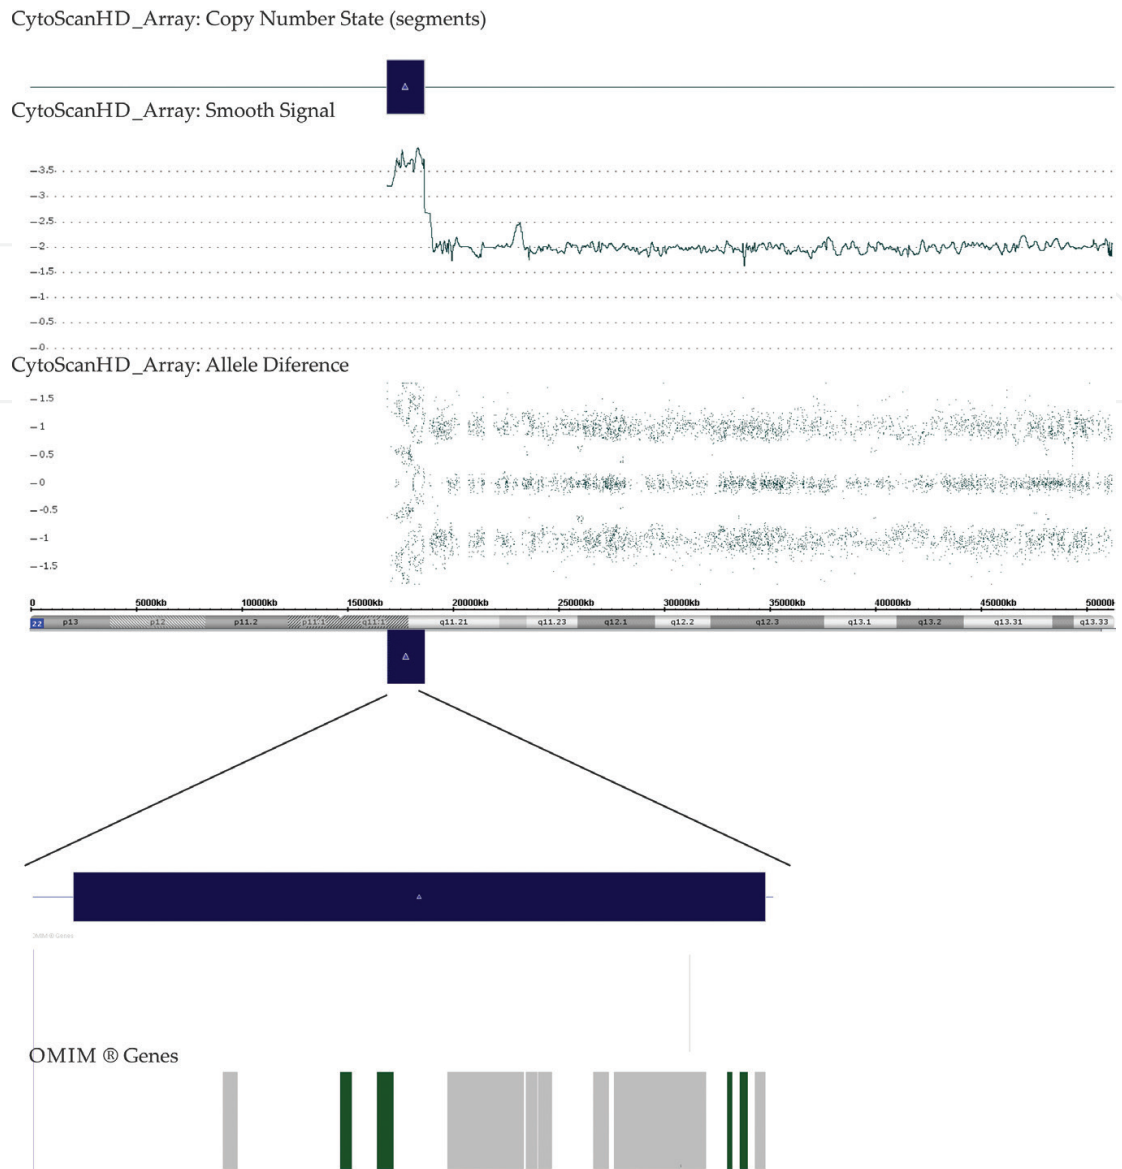 CytoScanHD_Array: Copy Number State (segments)
CytoScanHD_Array: Smooth Signal
3.5
3
2.5
2
1.5
1
0.5
0
CytoScanHD_Array: Allele Diference
1.5
1
0.5
0
-0.5
-1
-1.5
0 5000kb 10000kb 15000kb 20000kb 25000kb 30000kb 35000kb 40000kb 45000kb 50000k
22 p13 p12 p11.2 p11.1 q11.1 q11.21 q11.23 q12.1 q12.2 q12.3 q13.1 q13.2 q13.31 q13.33
OMIM ® Genes
OMIM ® Genes